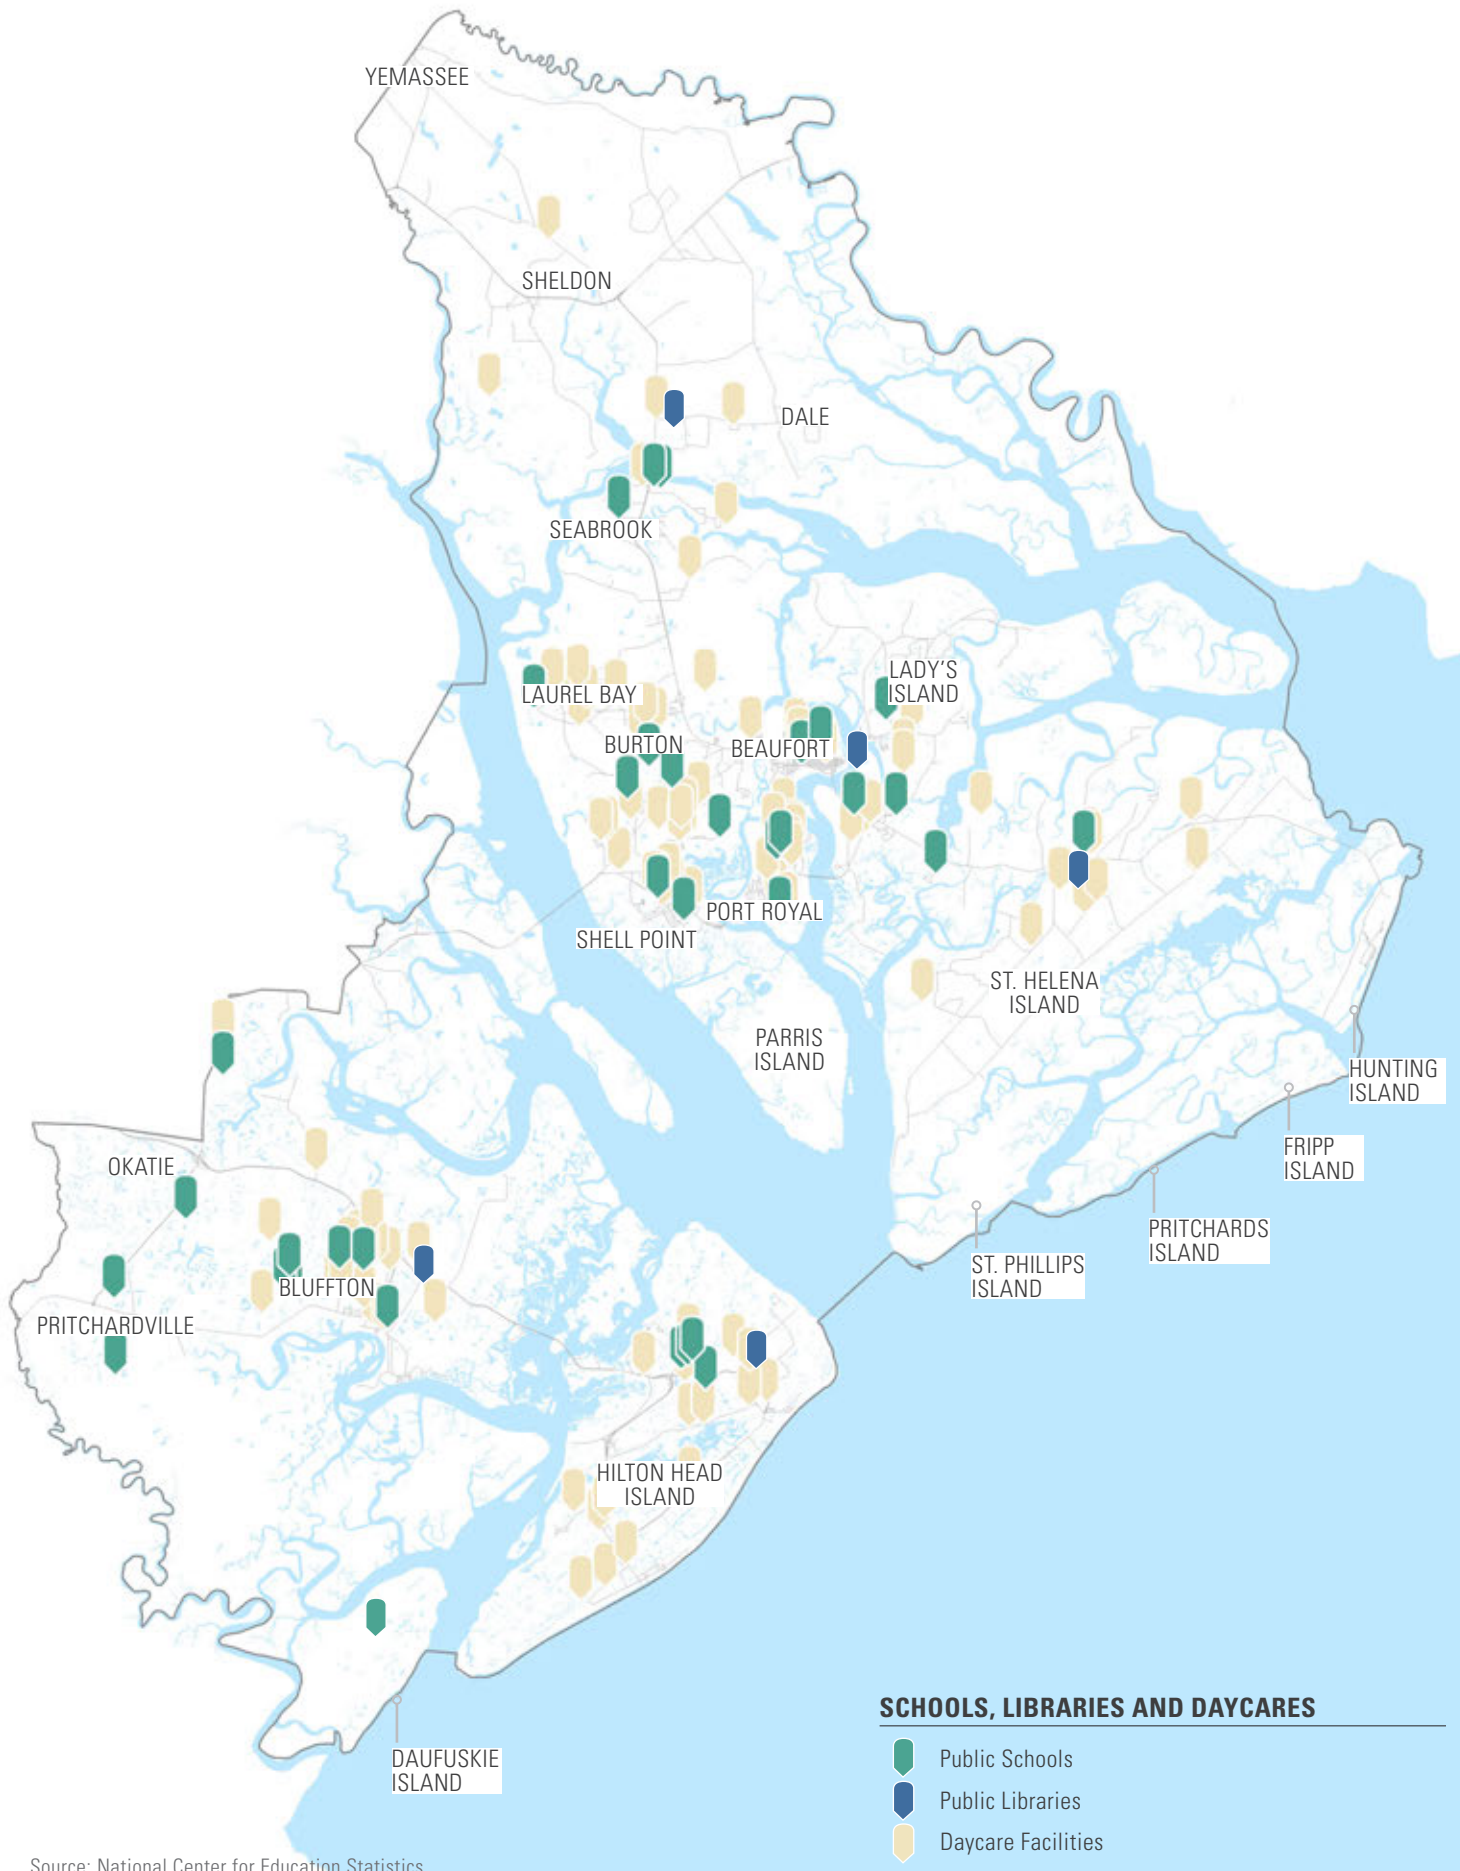 YEMASSEE
SHELDON
DALE
SEABROOK
LAUREL BAY
LADY'S
ISLAND
BURTON
BEAUFORT
PORT ROYAL
SHELL POINT
ST. HELENA
ISLAND
PARRIS
ISLAND
HUNTING
ISLAND
FRIPP
ISLAND
OKATIE
PRITCHARDS
ISLAND
ST. PHILLIPS
ISLAND
BLUFFTON
PRITCHARDVILLE
HILTON HEAD
ISLAND
DAUFUSKIE
ISLAND
SCHOOLS, LIBRARIES AND DAYCARES
Public Schools
Public Libraries
Daycare Facilities
Source: National Center for Education Statistics